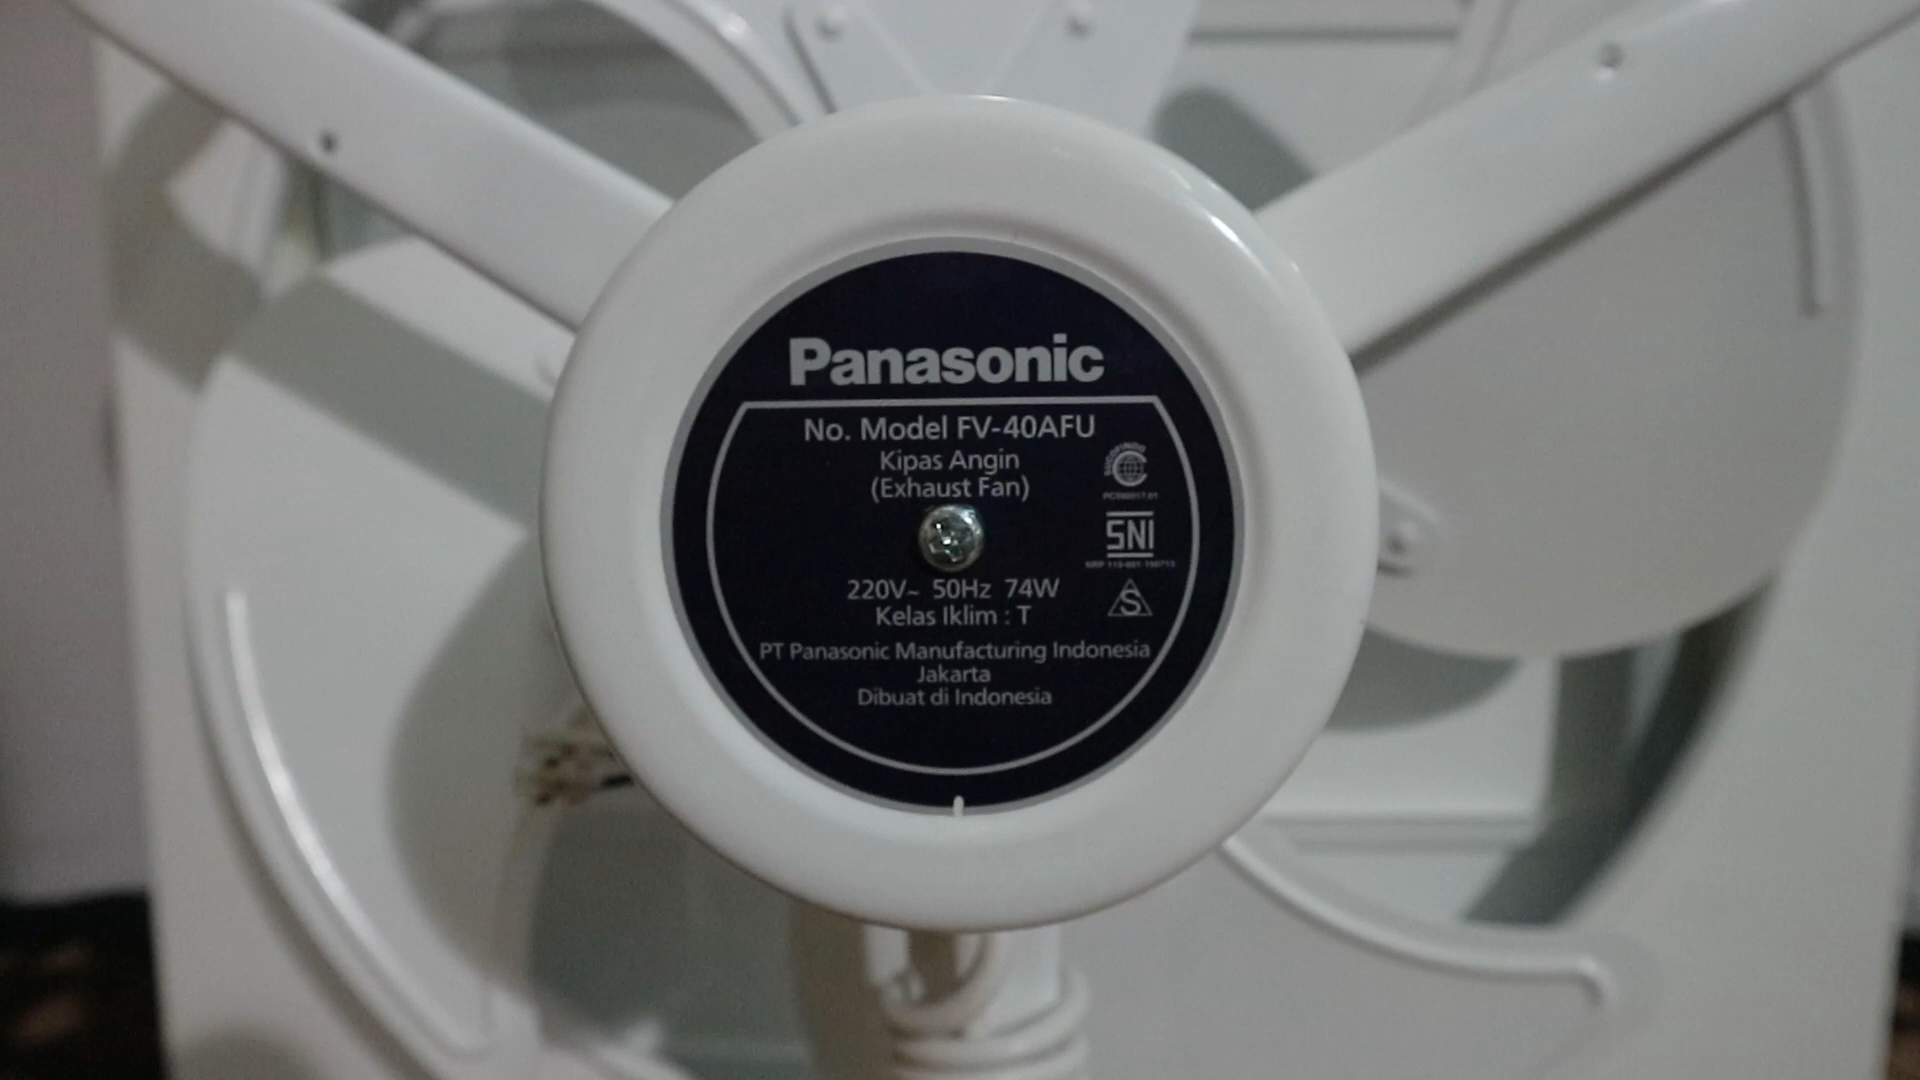 Panasonic
No. Model FV-40AFU
Kipas Angin
(Exhaust Fan)
SUCOFINDO
SNI
220V~ 50Hz 74W
S
Kelas Iklim : T
PT Panasonic Manufacturing Indonesia
Jakarta
Dibuat di Indonesia